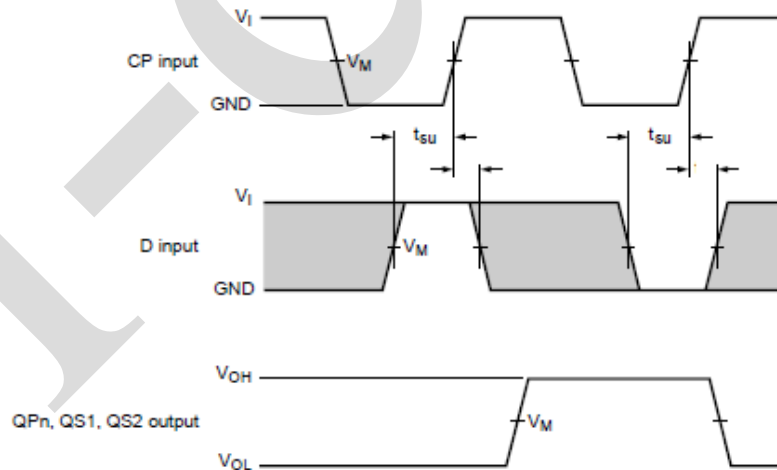 VI
CP input
VM
GND
tsu
tsu
VI
D input
VM
GND
VOH
QPn, QS1, QS2 output
VM
VOL